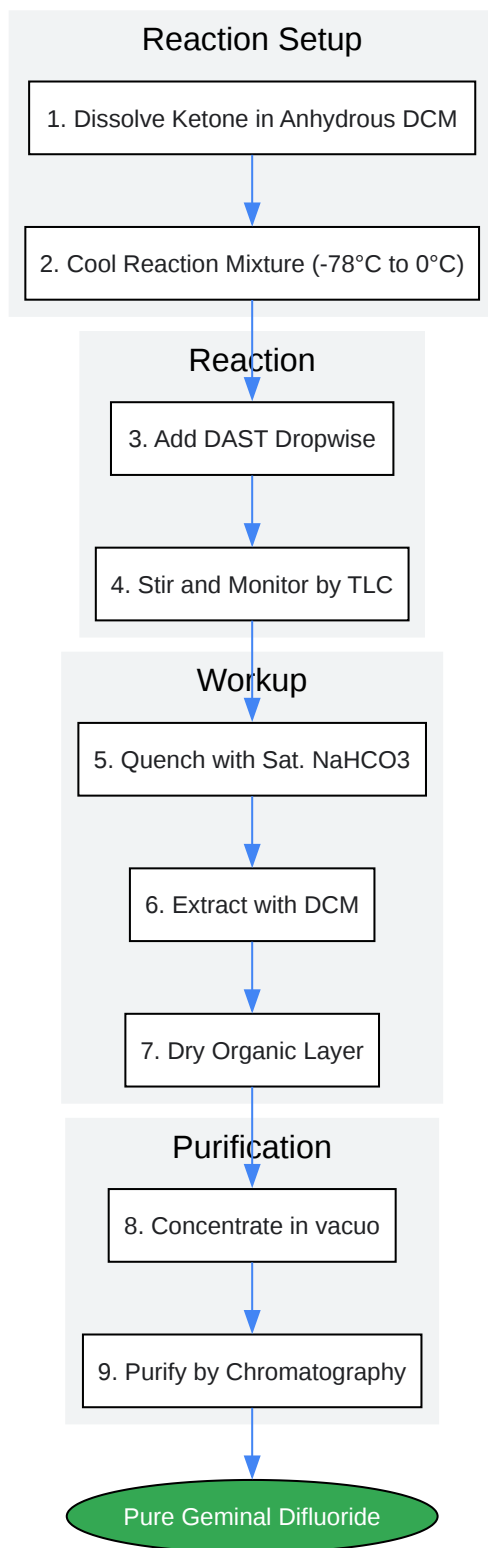 Reaction Setup
1. Dissolve Ketone in Anhydrous DCM
2. Cool Reaction Mixture (-78°C to 0°C)
Reaction
3. Add DAST Dropwise
4. Stir and Monitor by TLC
Workup
5. Quench with Sat. NaHCO3
6. Extract with DCM
7. Dry Organic Layer
Purification
8. Concentrate in vacuo
9. Purify by Chromatography
Pure Geminal Difluoride